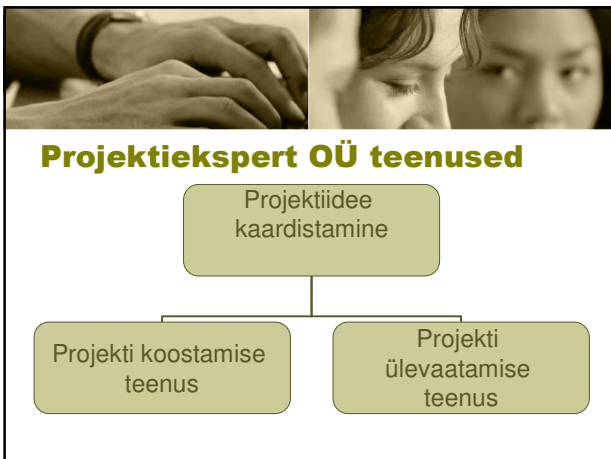 Projektiekspert OÜ teenused
Projektiidee
kaardistamine
Projekti koostamise
teenus
Projekti
ülevaatamise
teenus